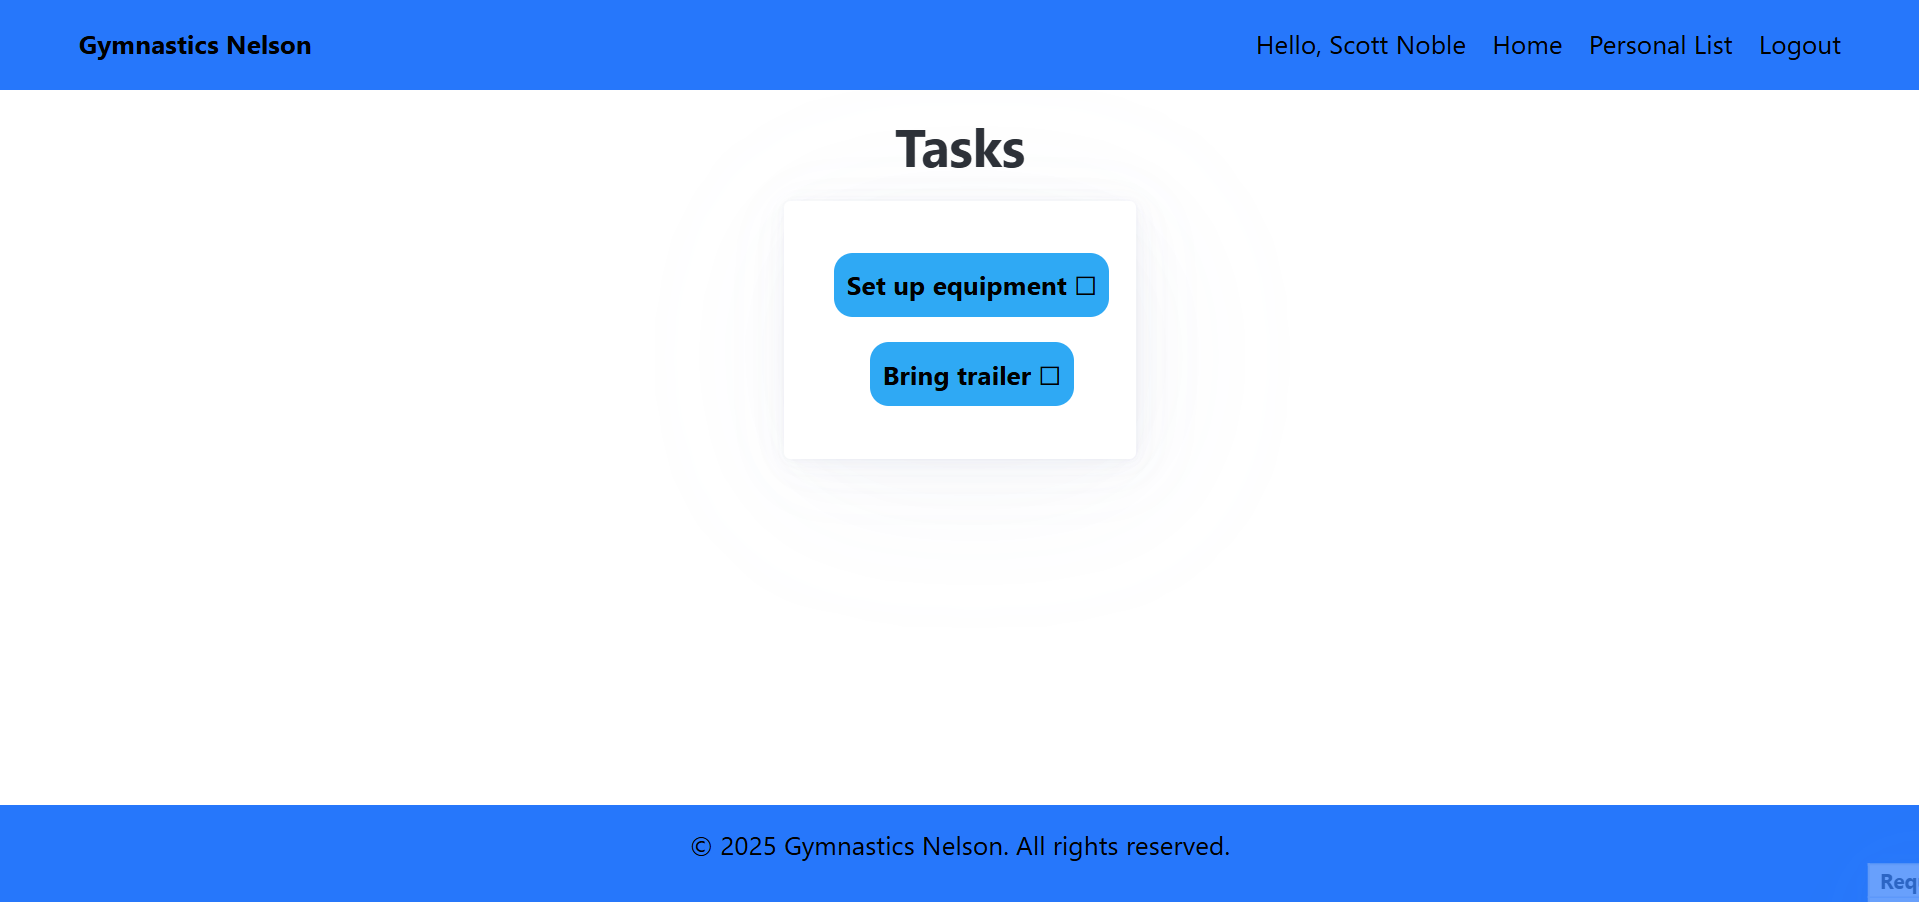 Gymnastics Nelson
Hello, Scott Noble Home Personal List Logout
Tasks
Set up equipment ☐
Bring trailer ☐
© 2025 Gymnastics Nelson. All rights reserved.